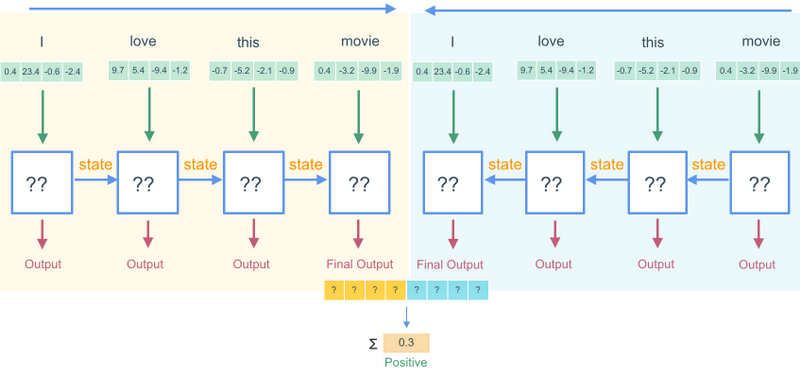 I love this movie I love this movie
0.4 23.4 -0.6 -2.4 9.7 5.4 -9.4 -1.2 -0.7 -5.2 -2.1 -0.9 0.4 -3.2 -9.9 -1.9 0.4 23.4 -0.6 -2.4 9.7 5.4 -9.4 -1.2 -0.7 -5.2 -2.1 -0.9 0.4 -3.2 -9.9 -1.9
state state state state state state
?? ?? ?? ?? ?? ?? ?? ??
Output Output Output Final Output Final Output Output Output Output
? ? ? ? ? ? ? ?
Σ 0.3
Positive